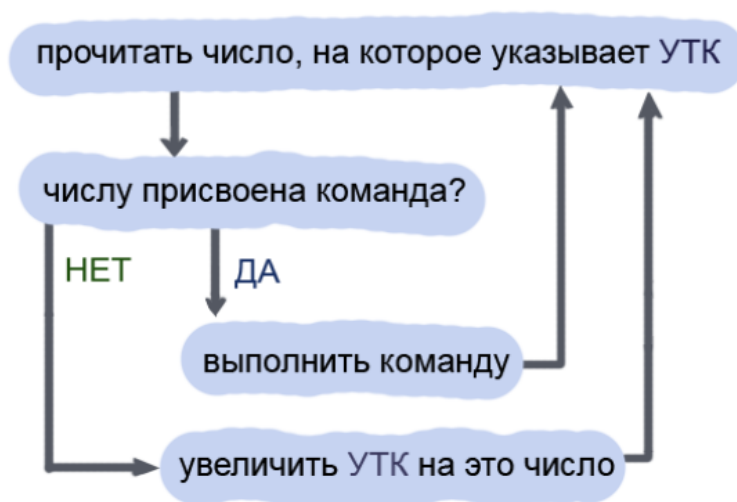 прочитать число, на которое указывает УТК
числу присвоена команда?
НЕТ
ДА
выполнить команду
увеличить УТК на это число